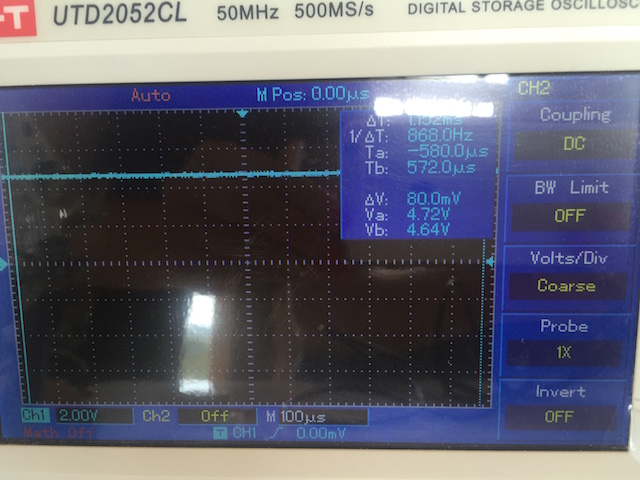 -T UTD2052CL 50MHz 500MS/s DIGITAL STORAGE OSCILLOSC
Auto M Pos: 0.00µs CH2
ΔT: 1.152ms
1/ΔT: 868.0Hz
Ta: -580.0µs
Tb: 572.0µs
ΔV: 80.0mV
Va: 4.72V
Vb: 4.64V
Coupling
DC
BW Limit
OFF
Volts/Div
Coarse
Probe
1X
Invert
OFF
Ch1 2.00V Ch2 Off M 100µs
Math Off T CH1 0.00mV